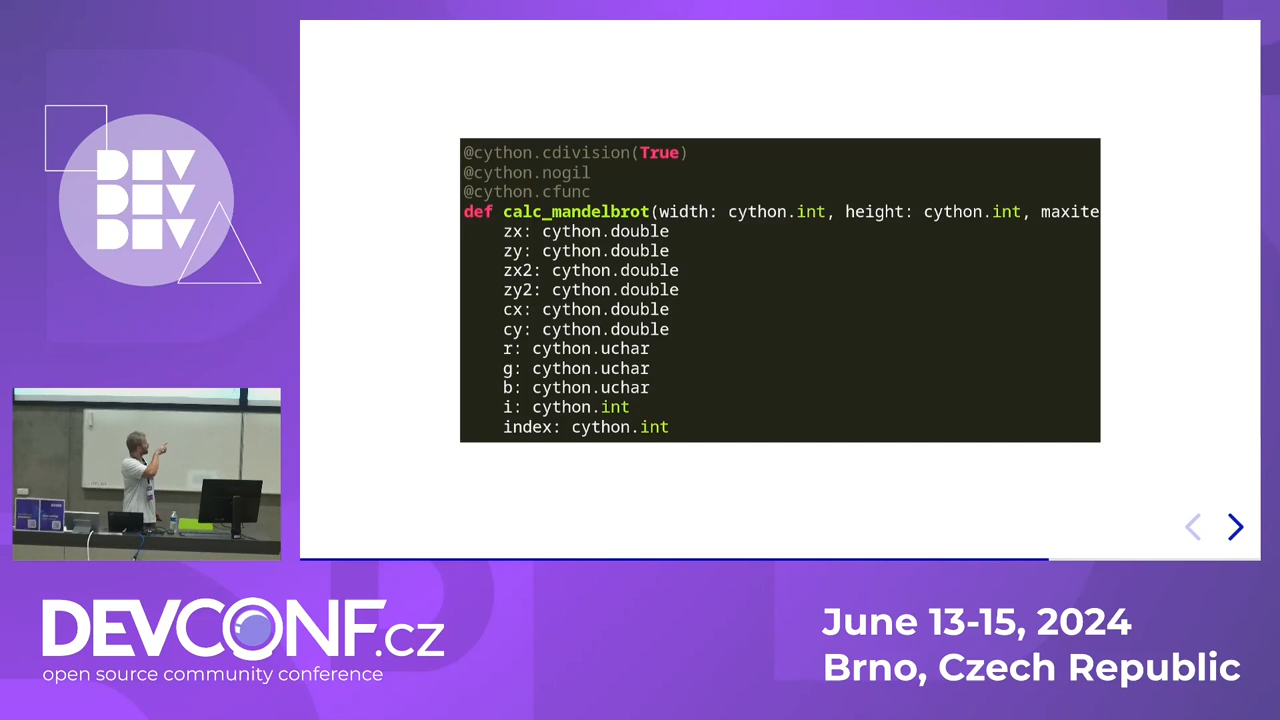 DEV
DEV
DEV
@cython.cdivision(True)
@cython.nogil
@cython.cfunc
def calc_mandelbrot(width: cython.int, height: cython.int, maxite
zx: cython.double
zy: cython.double
zx2: cython.double
zy2: cython.double
cx: cython.double
cy: cython.double
r: cython.uchar
g: cython.uchar
b: cython.uchar
i: cython.int
index: cython.int
DEVCONF.cz
open source community conference
June 13-15, 2024
Brno, Czech Republic